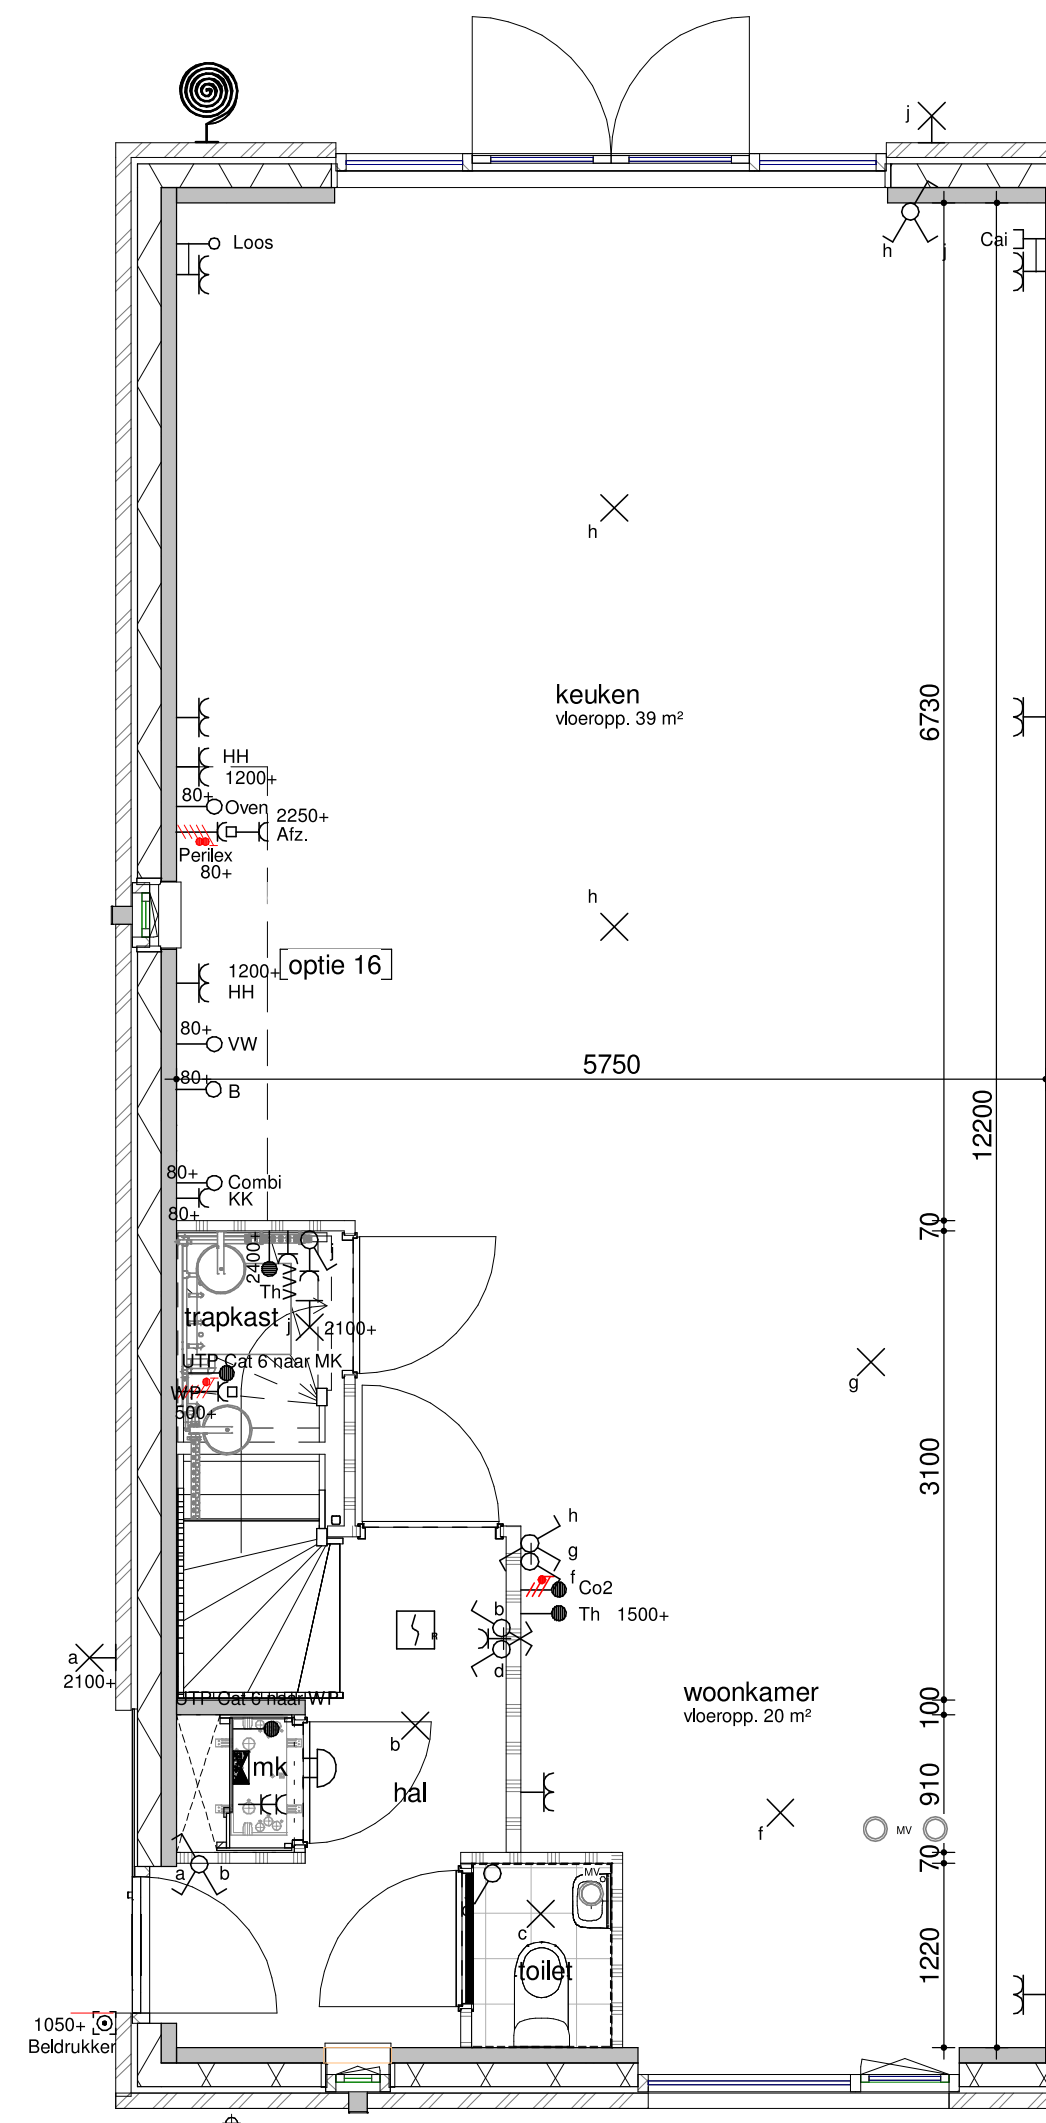 j
Loos
h
j
Cai
h
keuken
vloeropp. 39 m²
6730
HH
1200+
80+
Oven
2250+
Afz.
Perilex
80+
h
1200+
HH
optie 16
80+
VW
5750
80+
B
12200
80+
Combi
KK
80+
70
2400+
Th
trapkast
j
2100+
UTP Cat 6 naar MK
g
WP
500+
3100
h
g
f
Co2
b
Th 1500+
d
a
2100+
woonkamer
vloeropp. 20 m²
UTP Cat 6 naar WP
100
b
mk
hal
910
f
MV
70
a
b
MV
c
toilet
1220
1050+
Beldrukker